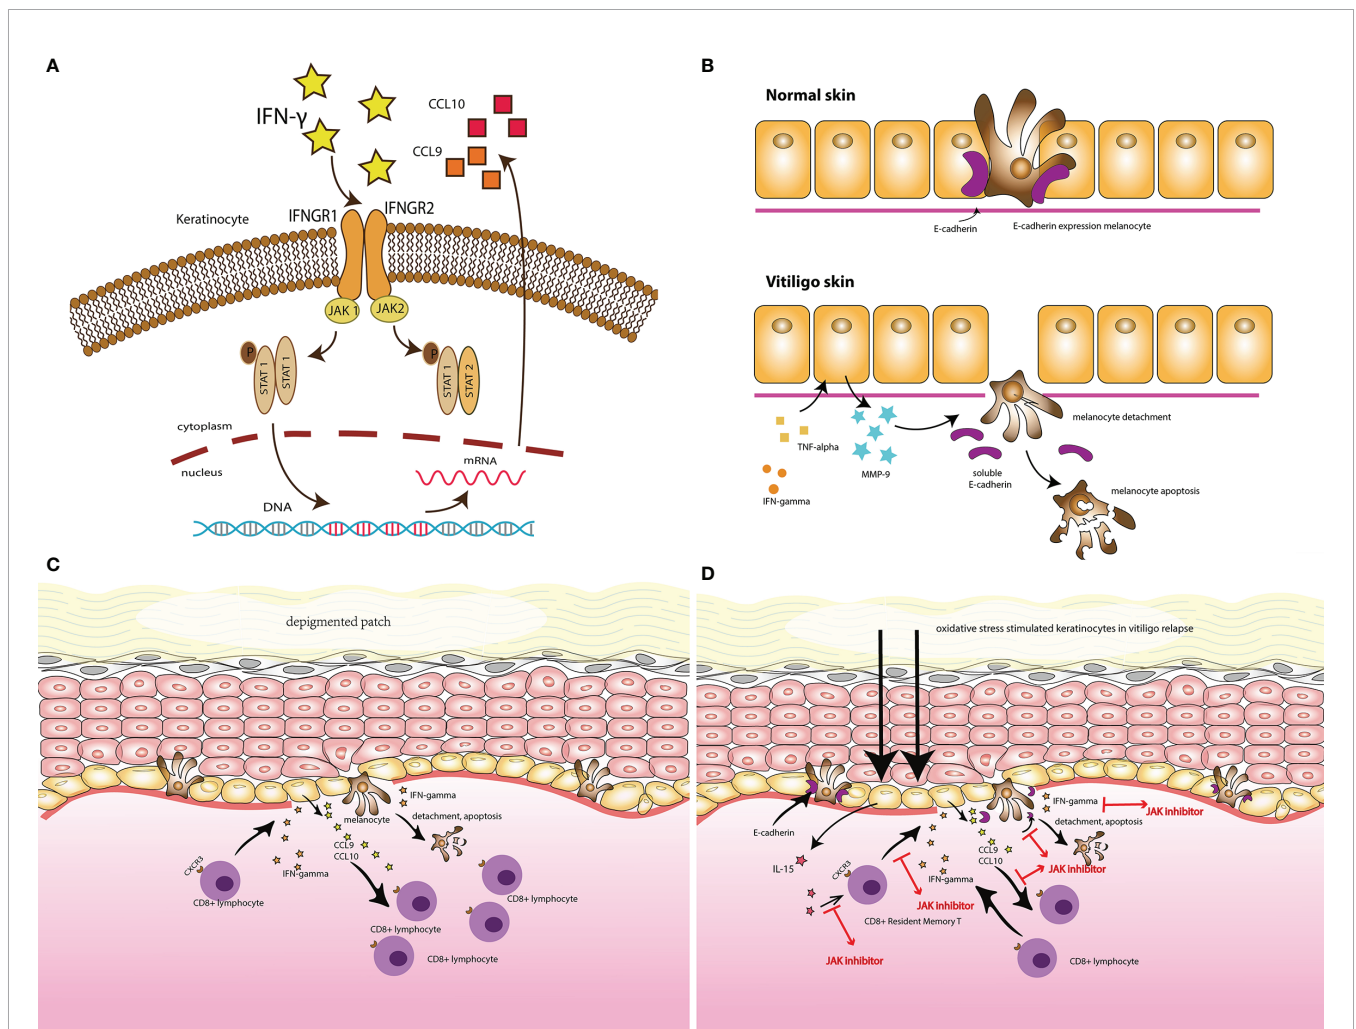 A
IFN-γ
CCL10
CCL9
Keratinocyte
IFNGR1
IFNGR2
JAK 1
JAK2
P
STAT 1
STAT 1
P
STAT 1
STAT 2
cytoplasm
nucleus
mRNA
DNA
B
Normal skin
E-cadherin
E-cadherin expression melanocyte
Vitiligo skin
TNF-alpha
IFN-gamma
MMP-9
soluble
E-cadherin
melanocyte detachment
melanocyte apoptosis
C
depigmented patch
IFN-gamma
melanocyte
detachment, apoptosis
CCL9
CCL10
IFN-gamma
CXCR3
CD8+ lymphocyte
CD8+ lymphocyte
CD8+ lymphocyte
CD8+ lymphocyte
D
oxidative stress stimulated keratinocytes in vitiligo relapse
E-cadherin
IL-15
CXCR3
IFN-gamma
CCL9
CCL10
IFN-gamma
JAK inhibitor
detachment, apoptosis
JAK inhibitor
JAK inhibitor
CD8+ Resident Memory T
JAK inhibitor
CD8+ lymphocyte